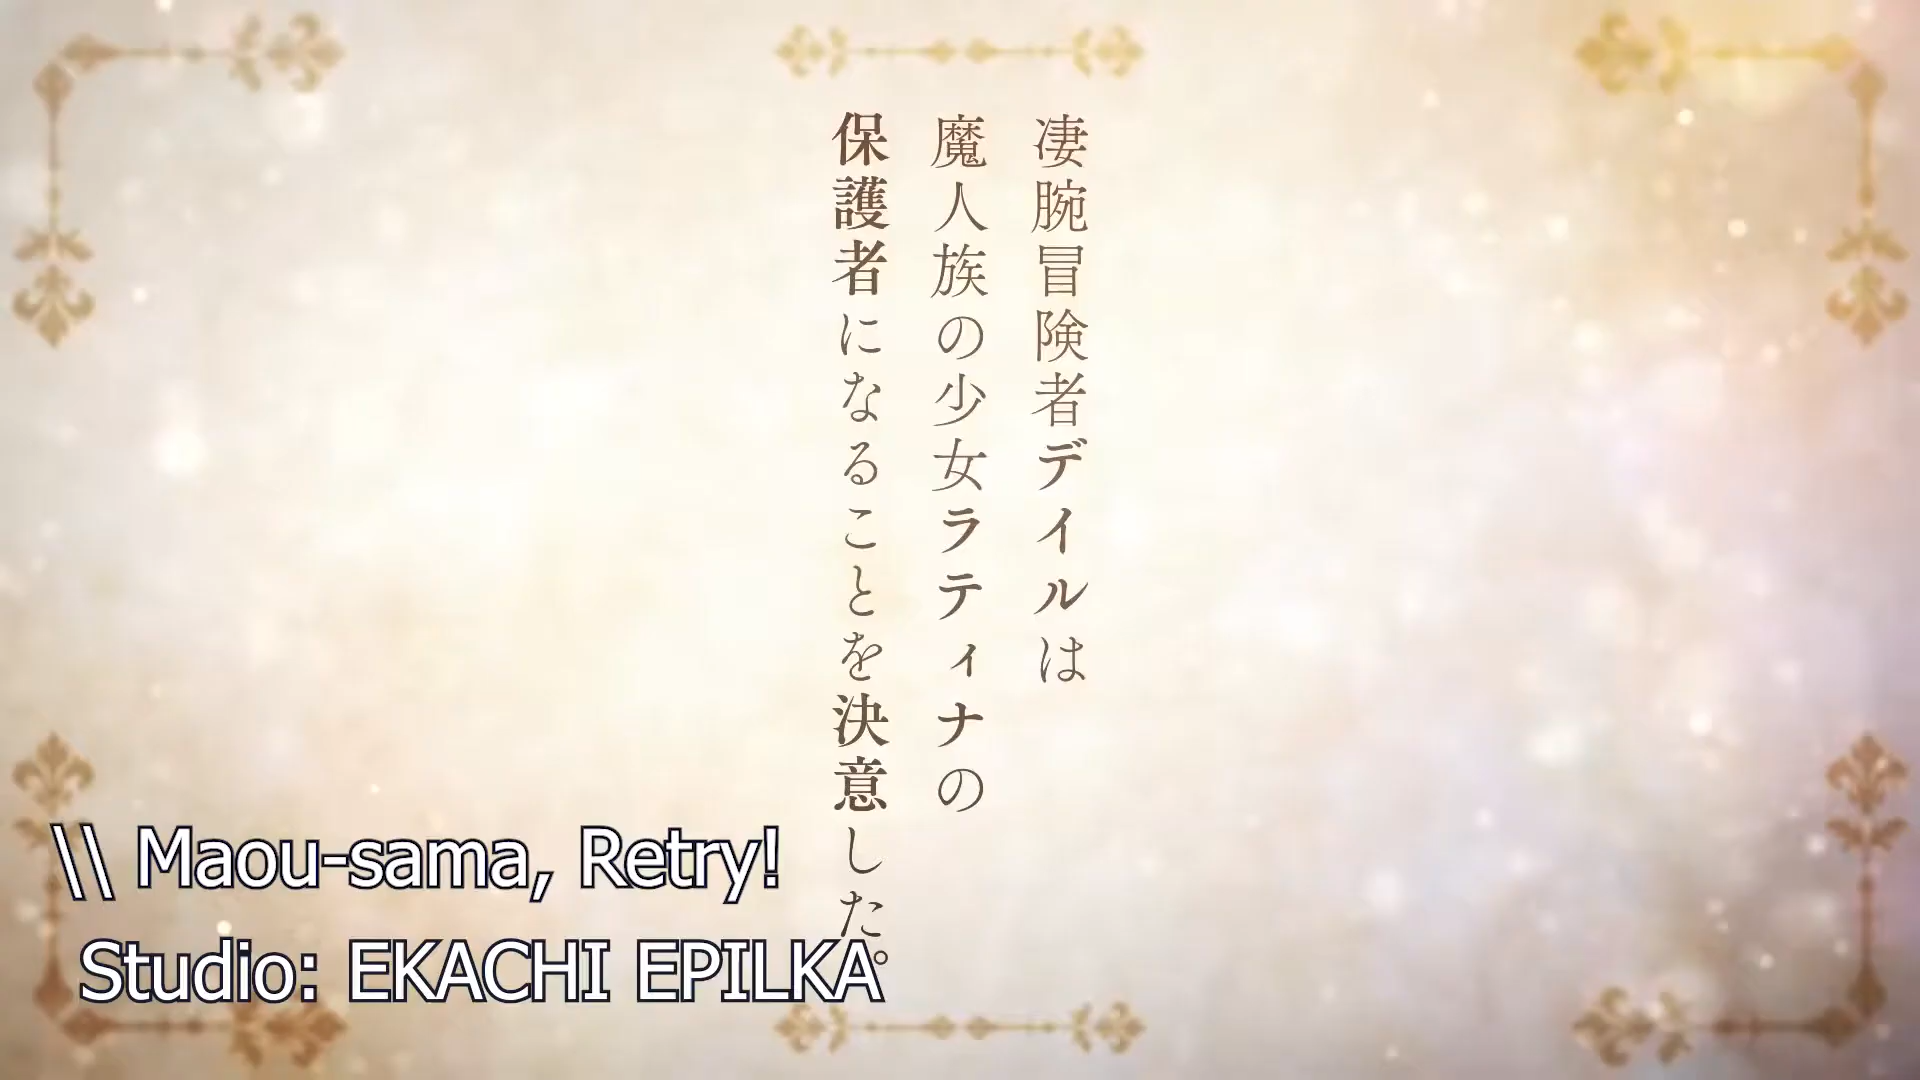 凄腕冒険者デイルは
魔人族の少女ラティナの
保護者になることを決意した。
\\ Maou-sama, Retry!
Studio: EKACHI EPILKA